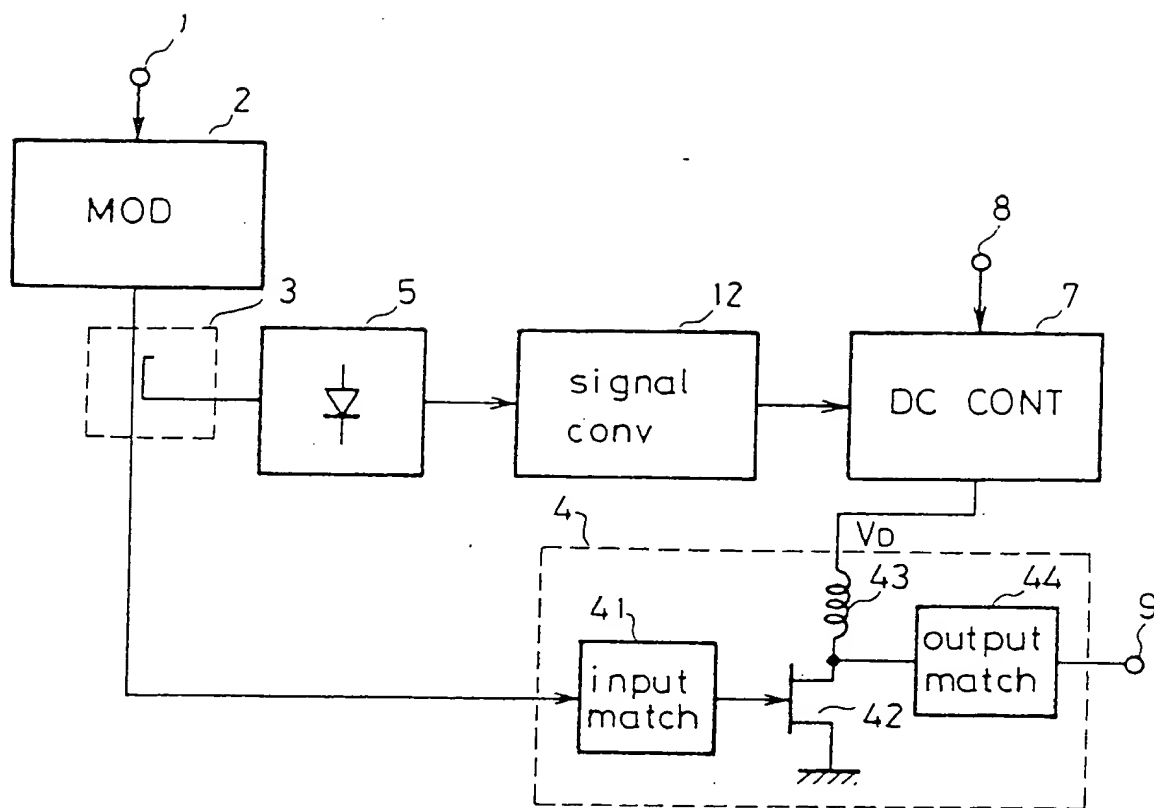 1
2
MOD
3
5
12
signal
conv
8
7
DC CONT
4
VD
43
44
9
41
output
match
input
match
42